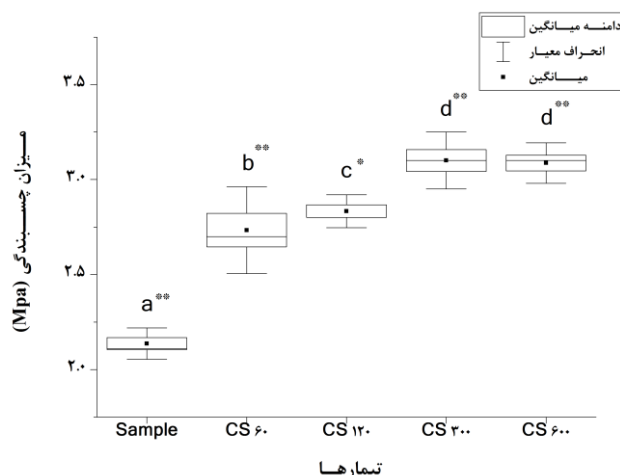 دامنه میانگین
انحراف معیار
میانگین
میزان چسبندگی (Mpa)
۳.۵
۳.۰
۲.۵
۲.۰
a**
b**
c*
d**
d**
Sample
CS ۶۰
CS ۱۲۰
CS ۳۰۰
CS ۶۰۰
تیمارها